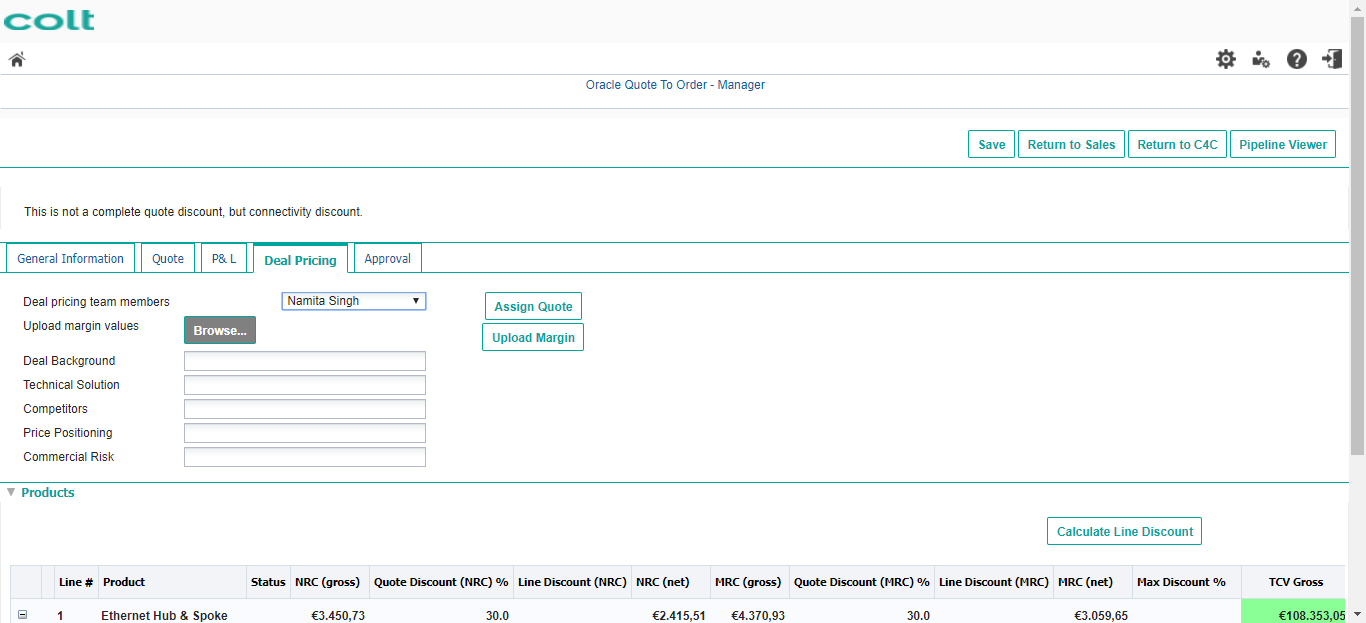 colt
Oracle Quote To Order - Manager
Save Return to Sales Return to C4C Pipeline Viewer
This is not a complete quote discount, but connectivity discount.
General Information Quote P& L Deal Pricing Approval
Deal pricing team members Namita Singh Assign Quote
Upload margin values Browse... Upload Margin
Deal Background
Technical Solution
Competitors
Price Positioning
Commercial Risk
Products
Calculate Line Discount
Line # Product Status NRC (gross) Quote Discount (NRC) % Line Discount (NRC) NRC (net) MRC (gross) Quote Discount (MRC) % Line Discount (MRC) MRC (net) Max Discount % TCV Gross
1 Ethernet Hub & Spoke €3.450,73 30.0 €2.415,51 €4.370,93 30.0 €3.059,65 €108.353,05